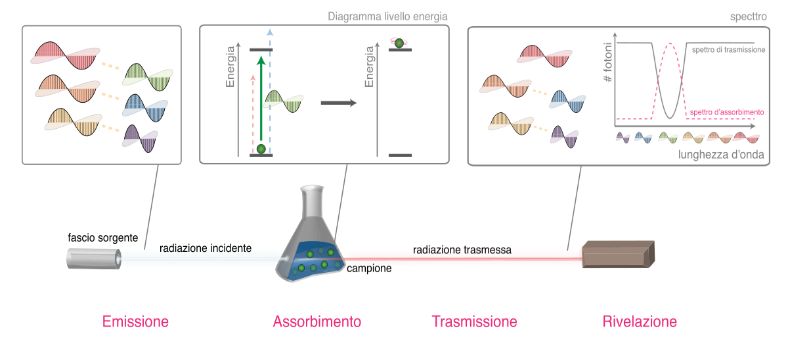 Diagramma livello energia
specttro
Energia
Energia
# fotoni
spettro di trasmissione
spettro d'assorbimento
lunghezza d'onda
fascio sorgente
radiazione incidente
campione
radiazione trasmessa
Emissione
Assorbimento
Trasmissione
Rivelazione